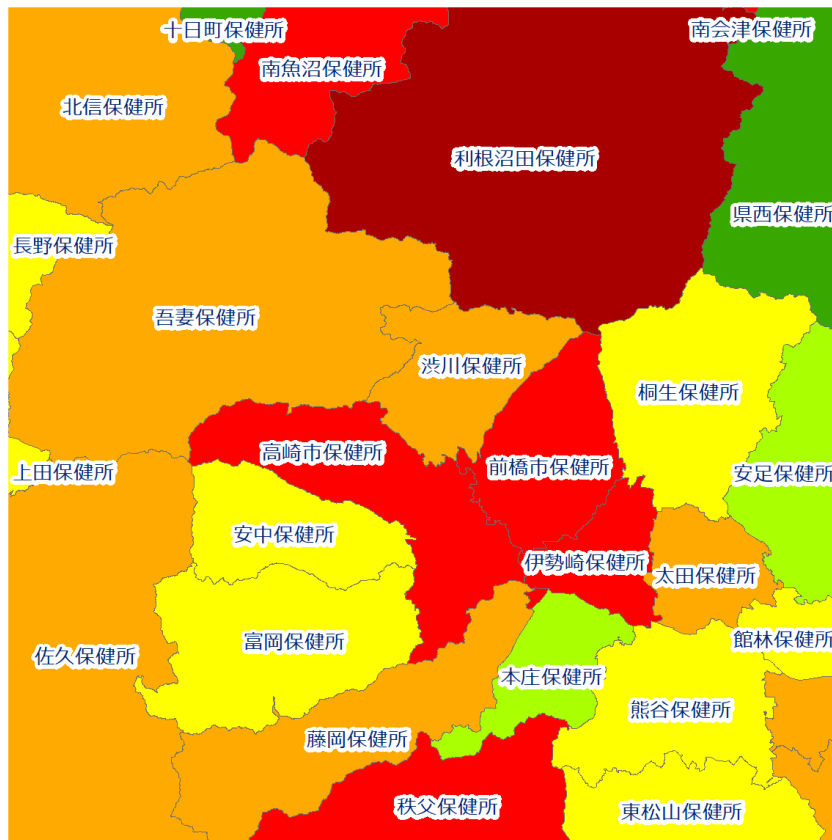 十日町保健所
南会津保健所
南魚沼保健所
北信保健所
利根沼田保健所
県西保健所
長野保健所
吾妻保健所
渋川保健所
桐生保健所
高崎市保健所
前橋市保健所
上田保健所
安足保健所
安中保健所
伊勢崎保健所
太田保健所
富岡保健所
館林保健所
佐久保健所
本庄保健所
熊谷保健所
藤岡保健所
秩父保健所
東松山保健所